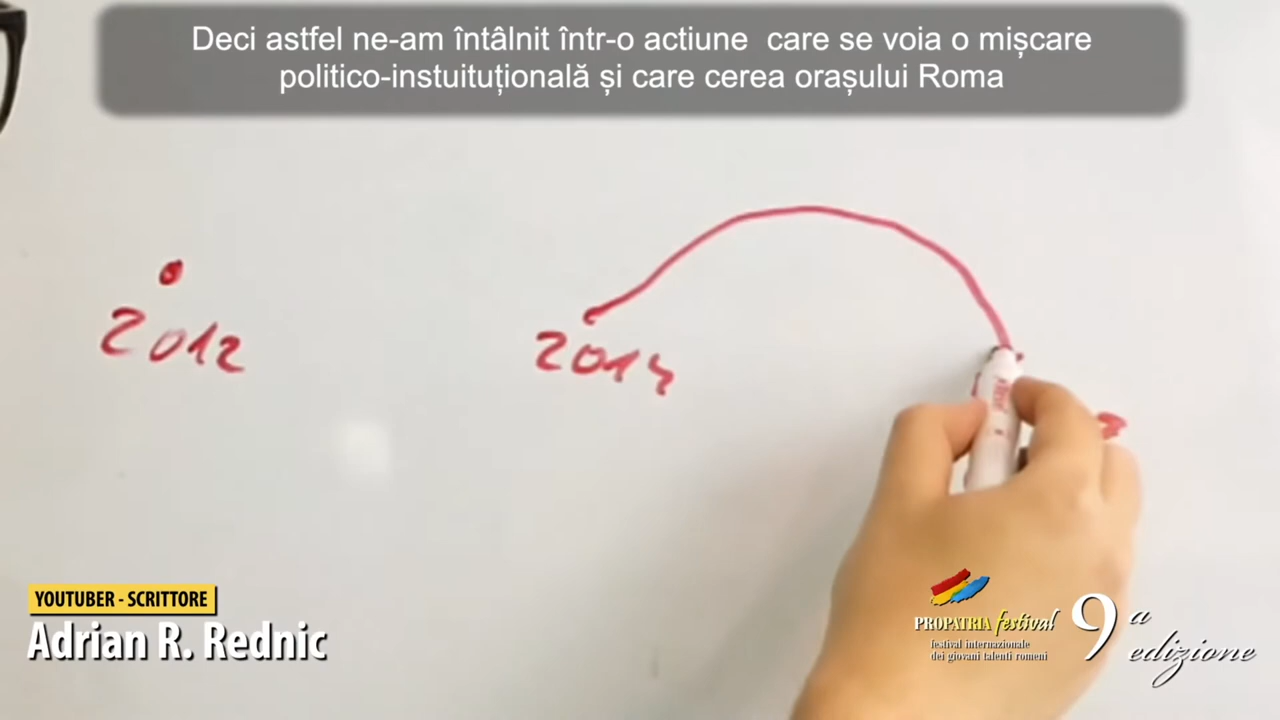 Deci astfel ne-am întâlnit într-o actiune  care se voia o mișcare
politico-instuituțională și care cerea orașului Roma
2012
2014
YOUTUBER - SCRITTORE
Adrian R. Rednic
PROPATRIA festival
festival internazionale
dei giovani talenti romeni
9a edizione